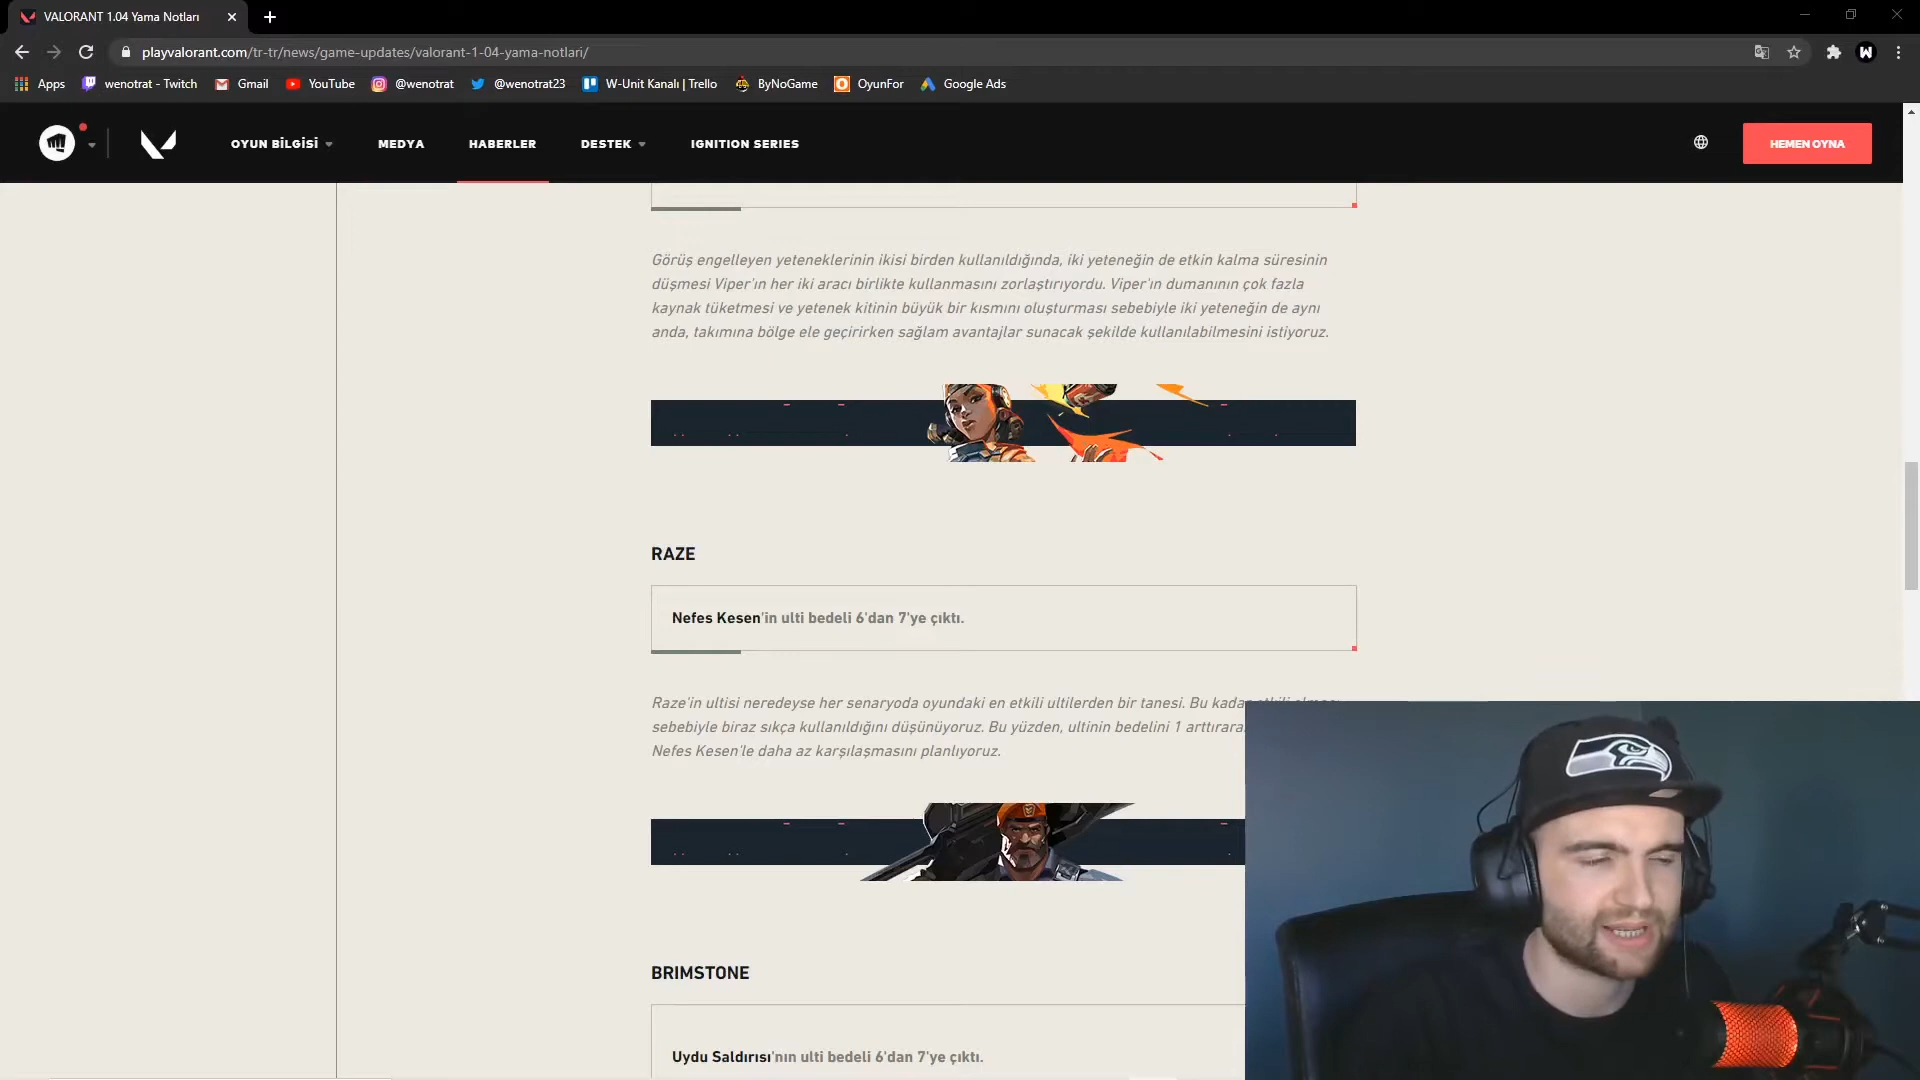 VALORANT 1.04 Yama Notları
playvalorant.com/tr-tr/news/game-updates/valorant-1-04-yama-notlari/
Apps wenotrat - Twitch Gmail YouTube @wenotrat @wenotrat23 W-Unit Kanalı | Trello ByNoGame OyunFor Google Ads
OYUN BİLGİSİ MEDYA HABERLER DESTEK IGNITION SERIES HEMEN OYNA
Görüş engelleyen yeteneklerinin ikisi birden kullanıldığında, iki yeteneğin de etkin kalma süresinin
düşmesi Viper'ın her iki aracı birlikte kullanmasını zorlaştırıyordu. Viper'ın dumanının çok fazla
kaynak tüketmesi ve yetenek kitinin büyük bir kısmını oluşturması sebebiyle iki yeteneğin de aynı
anda, takımına bölge ele geçirirken sağlam avantajlar sunacak şekilde kullanılabilmesini istiyoruz.
RAZE
Nefes Kesen'in ulti bedeli 6'dan 7'ye çıktı.
Raze'in ultisi neredeyse her senaryoda oyundaki en etkili ultilerden bir tanesi. Bu kadar
sebebiyle biraz sıkça kullanıldığını düşünüyoruz. Bu yüzden, ultinin bedelini 1
Nefes Kesen'le daha az karşılaşmasını planlıyoruz.
BRIMSTONE
Uydu Saldırısı'nın ulti bedeli 6'dan 7'ye çıktı.